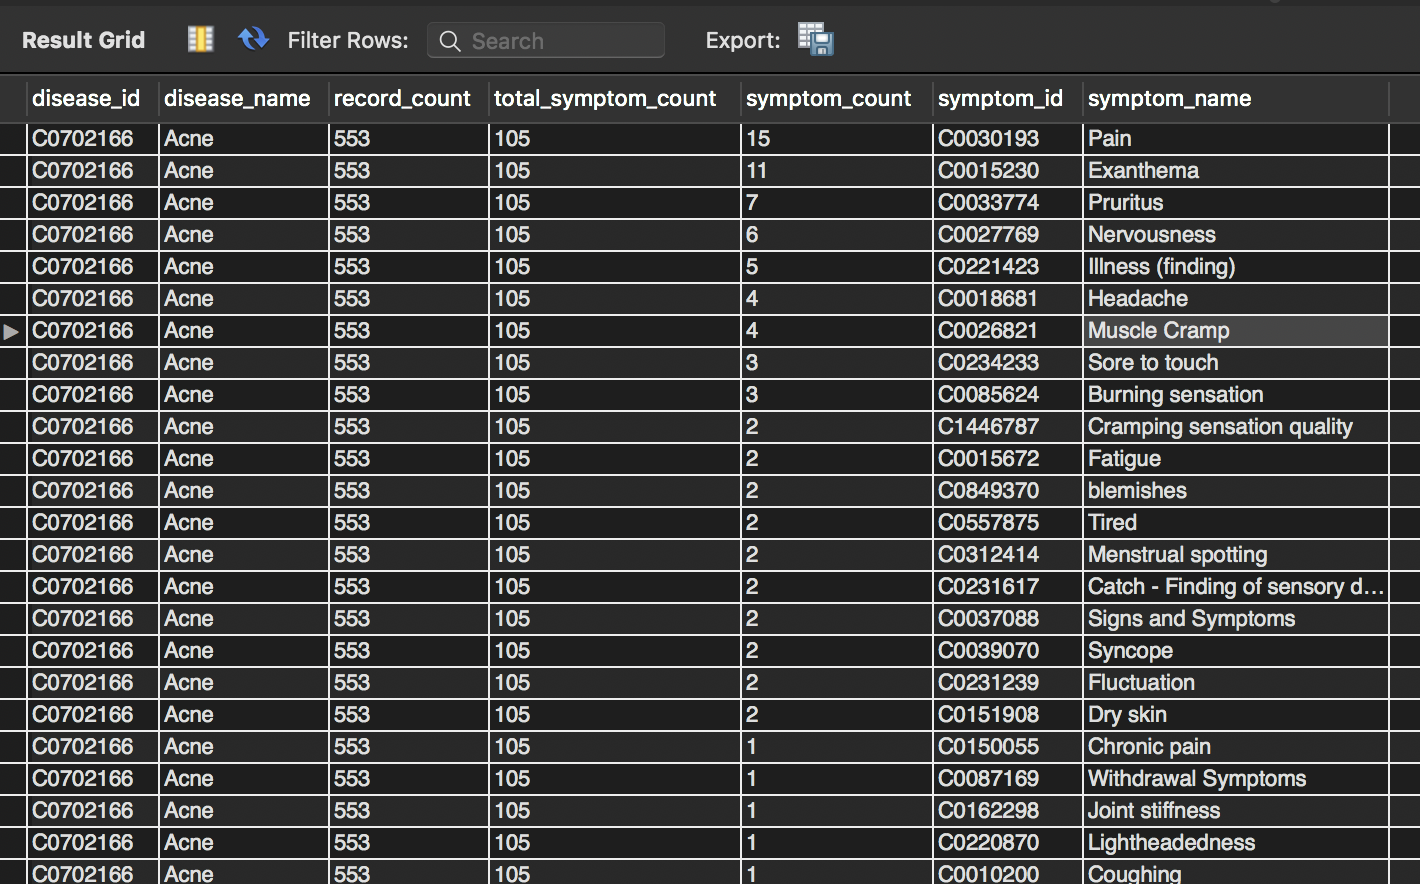 Result Grid Filter Rows: Search Export:
disease_id disease_name record_count total_symptom_count symptom_count symptom_id symptom_name
C0702166 Acne 553 105 15 C0030193 Pain
C0702166 Acne 553 105 11 C0015230 Exanthema
C0702166 Acne 553 105 7 C0033774 Pruritus
C0702166 Acne 553 105 6 C0027769 Nervousness
C0702166 Acne 553 105 5 C0221423 Illness (finding)
C0702166 Acne 553 105 4 C0018681 Headache
C0702166 Acne 553 105 4 C0026821 Muscle Cramp
C0702166 Acne 553 105 3 C0234233 Sore to touch
C0702166 Acne 553 105 3 C0085624 Burning sensation
C0702166 Acne 553 105 2 C1446787 Cramping sensation quality
C0702166 Acne 553 105 2 C0015672 Fatigue
C0702166 Acne 553 105 2 C0849370 blemishes
C0702166 Acne 553 105 2 C0557875 Tired
C0702166 Acne 553 105 2 C0312414 Menstrual spotting
C0702166 Acne 553 105 2 C0231617 Catch - Finding of sensory d...
C0702166 Acne 553 105 2 C0037088 Signs and Symptoms
C0702166 Acne 553 105 2 C0039070 Syncope
C0702166 Acne 553 105 2 C0231239 Fluctuation
C0702166 Acne 553 105 2 C0151908 Dry skin
C0702166 Acne 553 105 1 C0150055 Chronic pain
C0702166 Acne 553 105 1 C0087169 Withdrawal Symptoms
C0702166 Acne 553 105 1 C0162298 Joint stiffness
C0702166 Acne 553 105 1 C0220870 Lightheadedness
C0702166 Acne 553 105 1 C0010200 Coughing